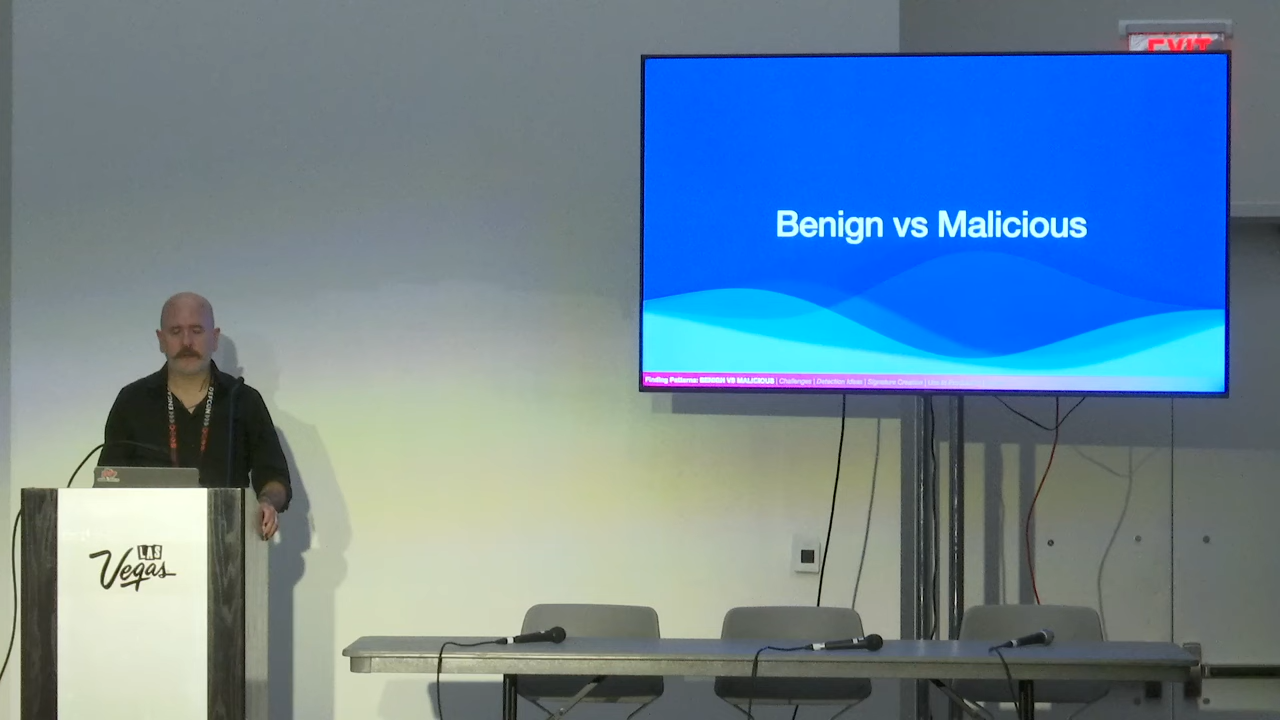 EXIT
Benign vs Malicious
Finding Patterns: BENIGN VS MALICIOUS | Challenges | Detection Ideas | Signature Creation |
LAS
Vegas